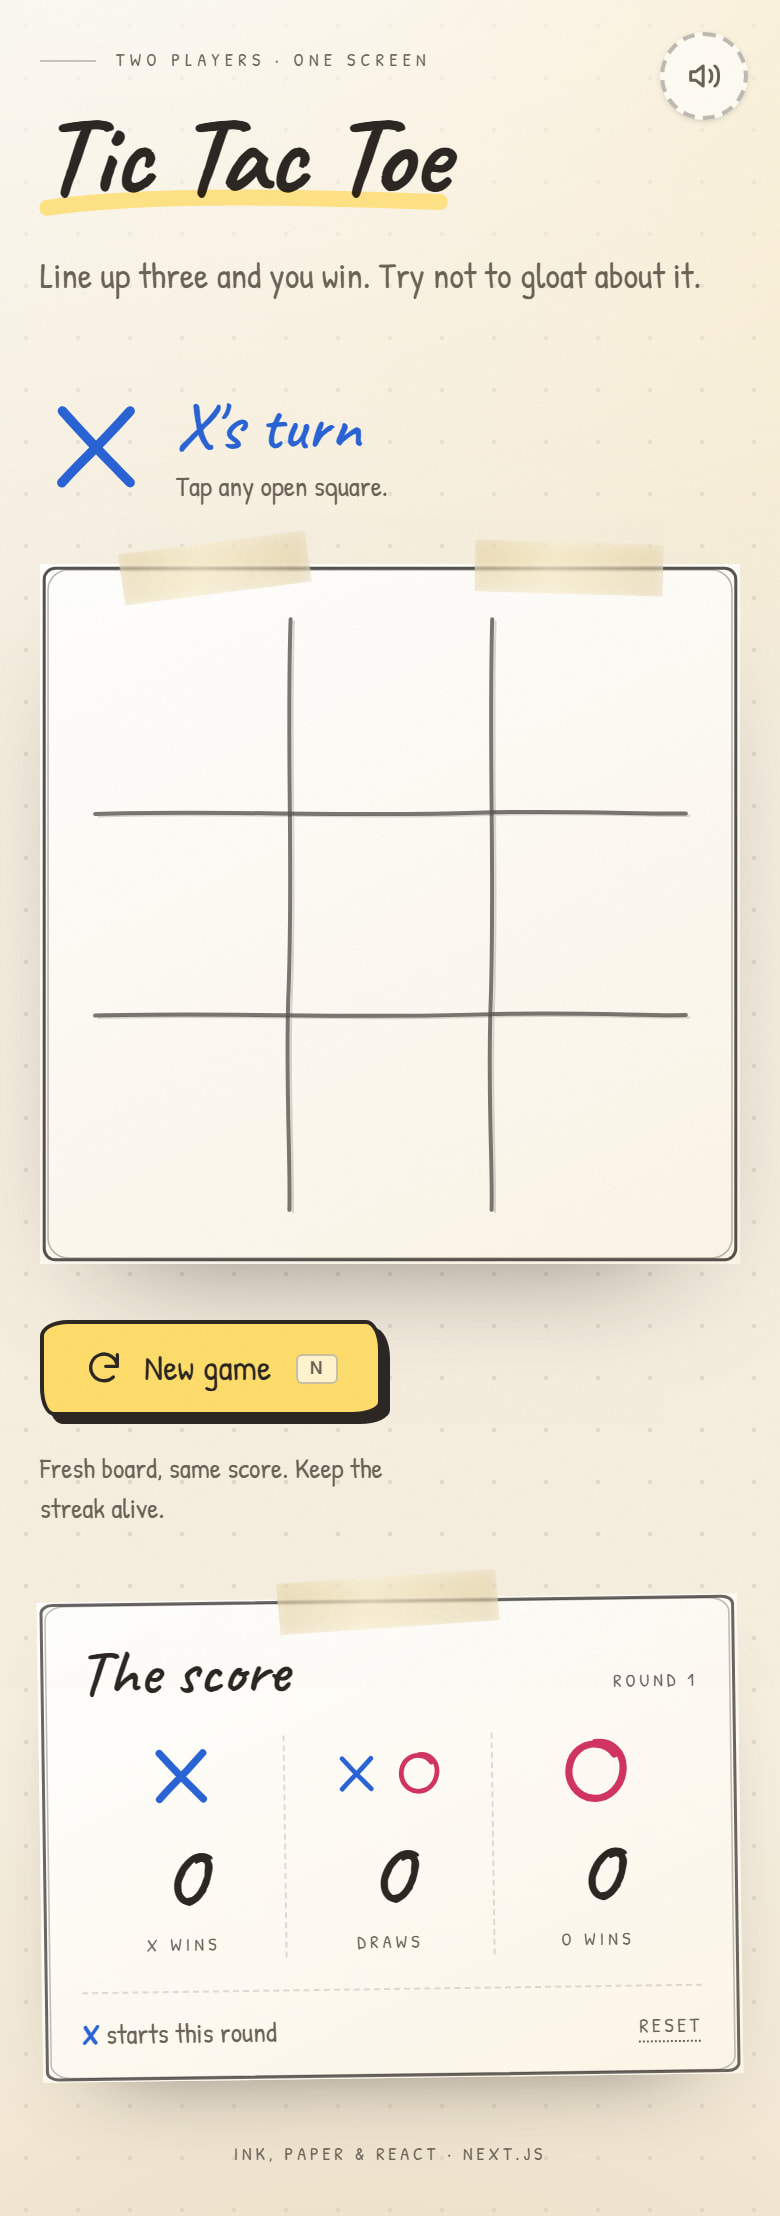 TWO PLAYERS · ONE SCREEN
Tic Tac Toe
Line up three and you win. Try not to gloat about it.
X's turn
Tap any open square.
New game N
Fresh board, same score. Keep the
streak alive.
The score
ROUND 1
0 0 0
X WINS DRAWS O WINS
X starts this round
RESET
INK, PAPER & REACT · NEXT.JS